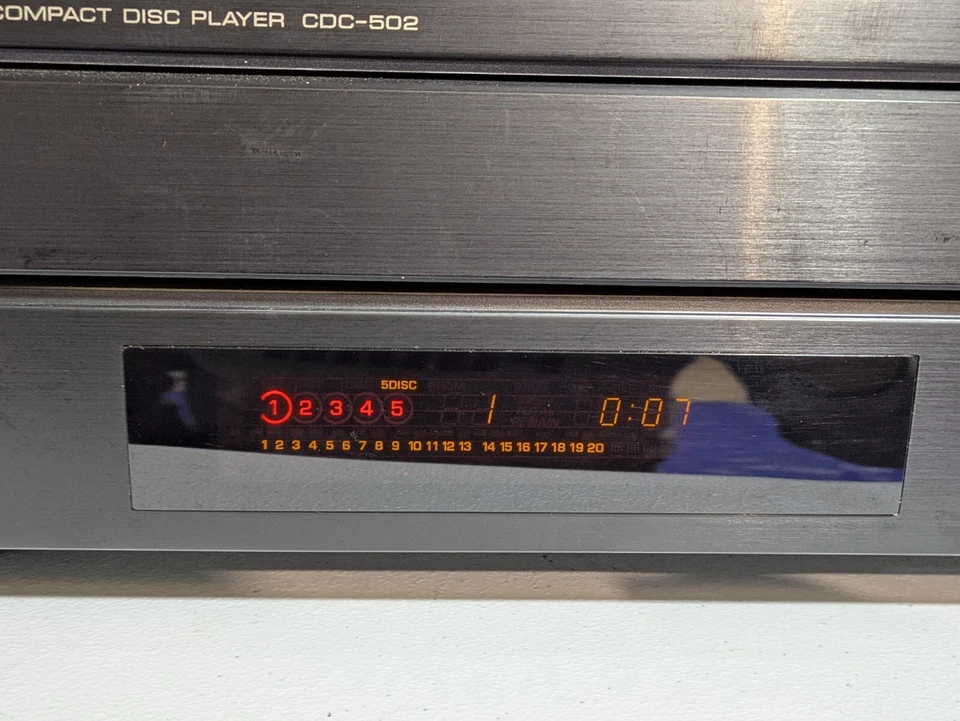 COMPACT DISC PLAYER CDC-502
5DISC
1 2 3 4 5 1 0:07
1 2 3 4 5 6 7 8 9 10 11 12 13 14 15 16 17 18 19 20